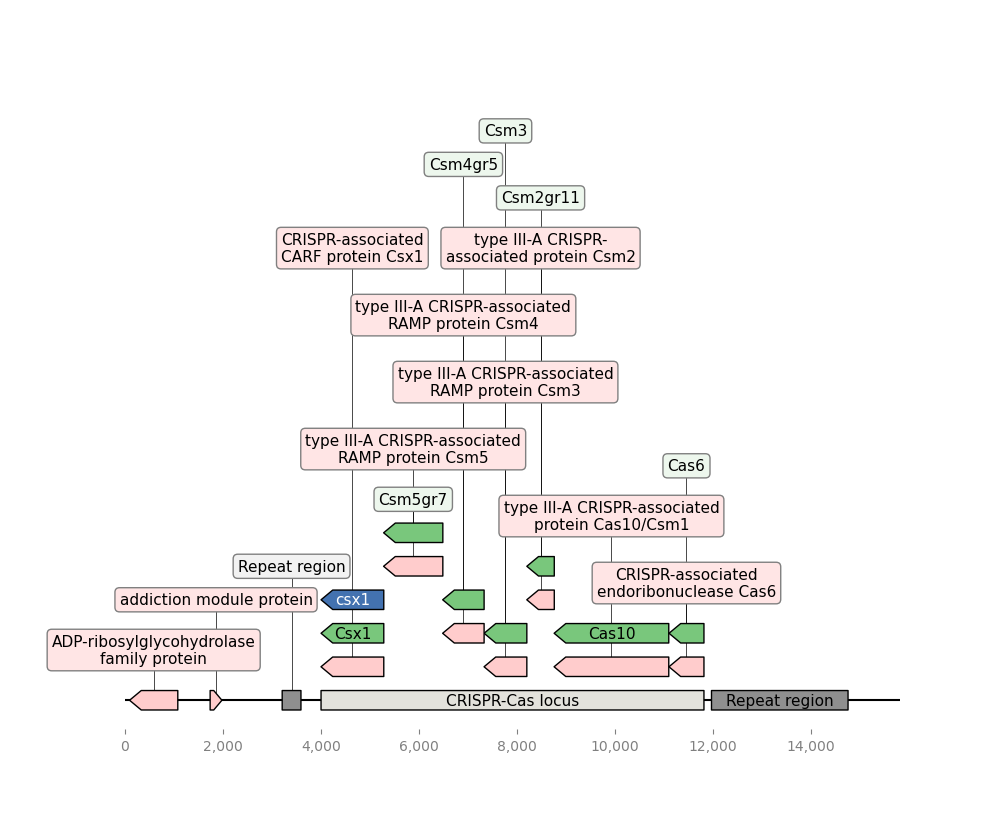 Csm3
Csm4gr5
Csm2gr11
CRISPR-associated
CARF protein Csx1
type III-A CRISPR-
associated protein Csm2
type III-A CRISPR-associated
RAMP protein Csm4
type III-A CRISPR-associated
RAMP protein Csm3
type III-A CRISPR-associated
RAMP protein Csm5
Cas6
Csm5gr7
type III-A CRISPR-associated
protein Cas10/Csm1
Repeat region
CRISPR-associated
endoribonuclease Cas6
addiction module protein
csx1
ADP-ribosylglycohydrolase
family protein
Csx1
Cas10
CRISPR-Cas locus
Repeat region
0 2,000 4,000 6,000 8,000 10,000 12,000 14,000